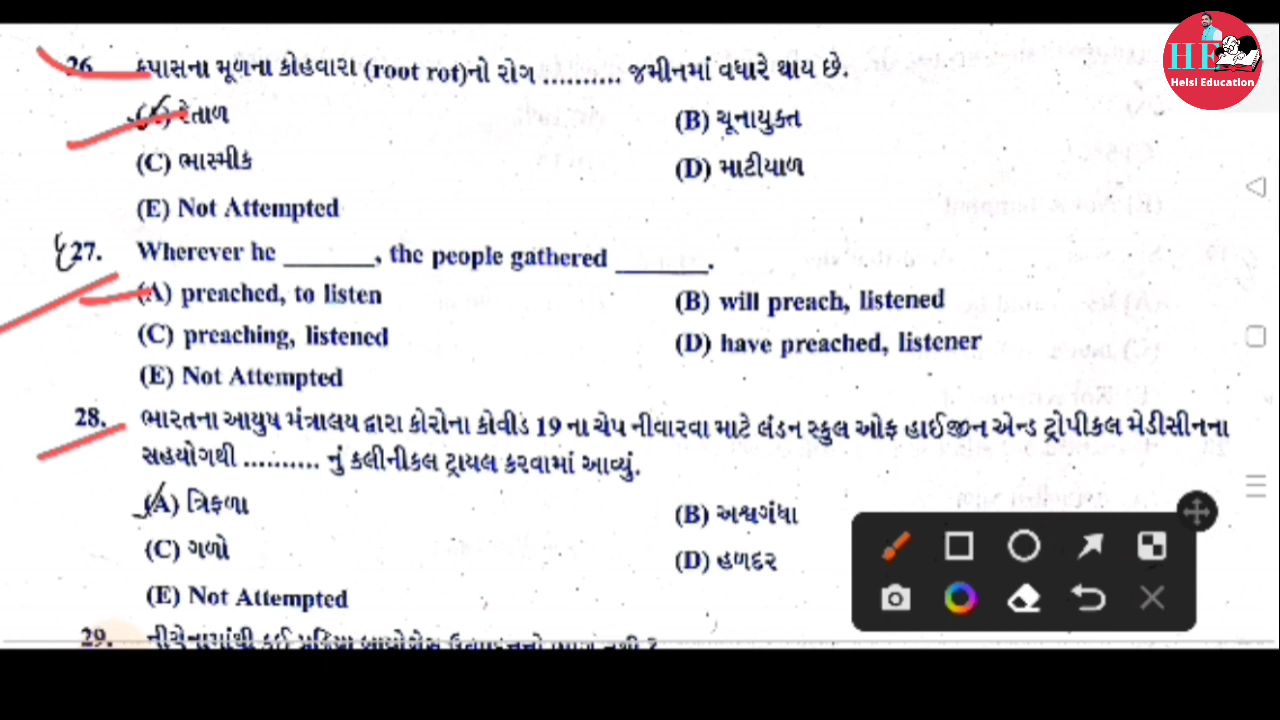 HE
Helsl Education
26 કપાસના મૂળના કોહવારા (root rot)નો રોગ .......... જમીનમાં વધારે થાય છે.
(A) રેતાળ (B) ચૂનાયુક્ત
(C) ભાસ્મીક (D) માટીયાળ
(E) Not Attempted
27. Wherever he _______, the people gathered _______.
(A) preached, to listen (B) will preach, listened
(C) preaching, listened (D) have preached, listener
(E) Not Attempted
28. ભારતના આયુષ મંત્રાલય દ્વારા કોરોના કોવીડ 19 ના ચેપ નીવારવા માટે લંડન સ્કુલ ઓફ હાઈજીન એન્ડ ટ્રોપીકલ મેડીસીનના
સહયોગથી .......... નું કલીનીકલ ટ્રાયલ કરવામાં આવ્યું.
(A) ત્રિફળા (B) અશ્વગંધા
(C) ગળો (D) હળદર
(E) Not Attempted
29.